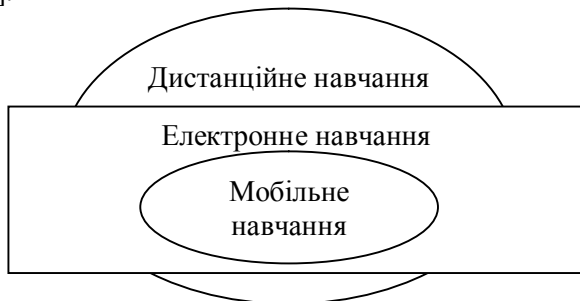 ].
Дистанційне навчання
Електронне навчання
Мобільне
навчання